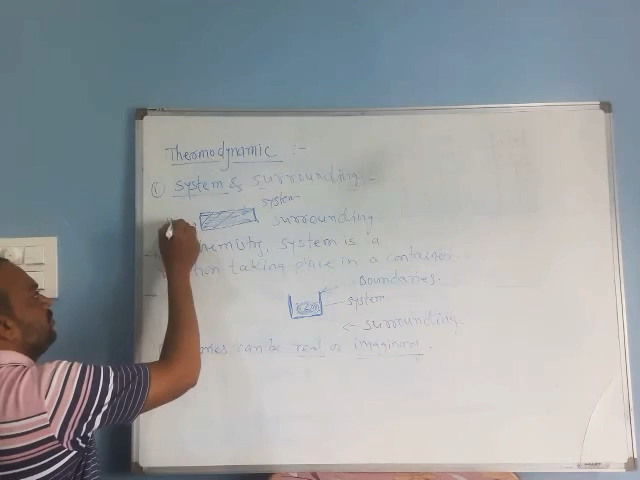 Thermodynamic :-
① System & Surrounding -
system
surrounding.
hemistry, system is a
taking place in a container.
Boundaries.
system
← surrounding.
can be real or imaginary.